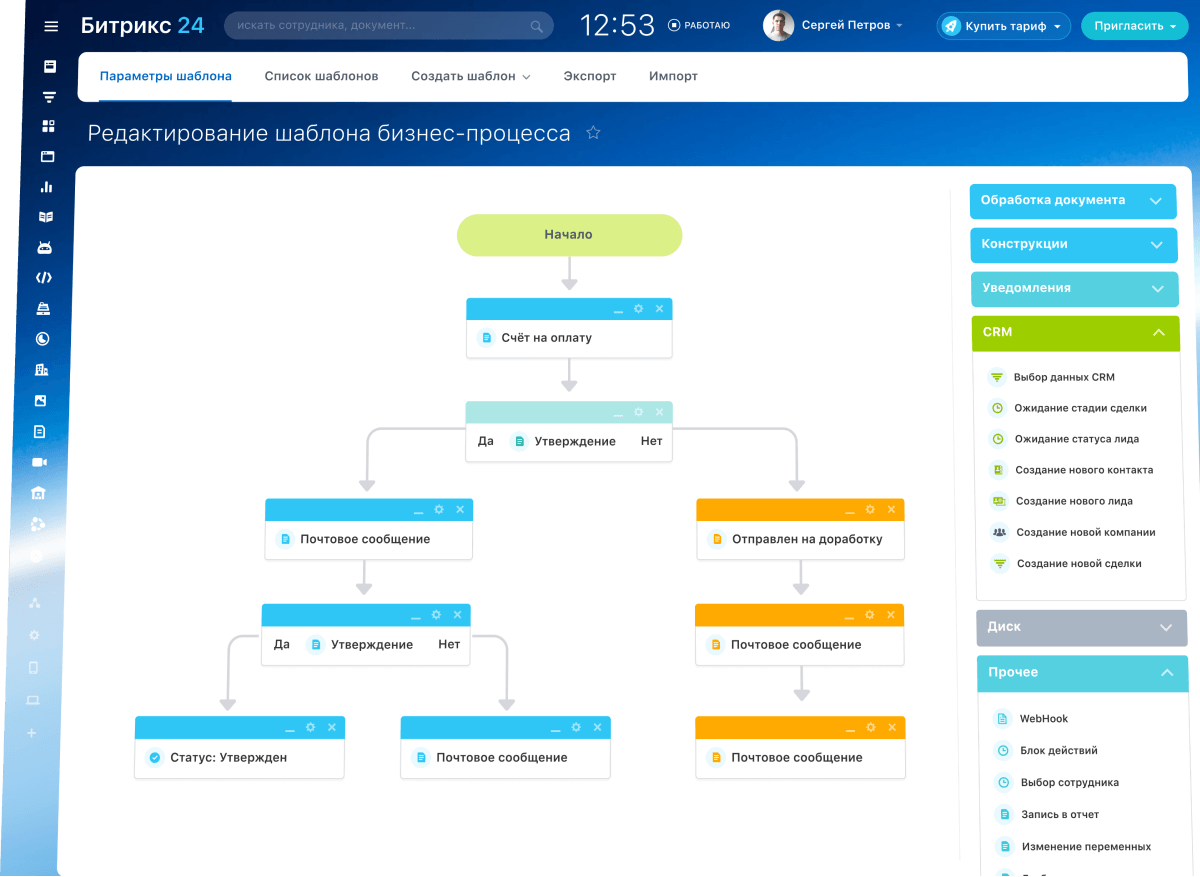 Битрикс 24
искать сотрудника, документ...
12:53
РАБОТАЮ
Сергей Петров
Купить тариф
Пригласить
Параметры шаблона
Список шаблонов
Создать шаблон
Экспорт
Импорт
Редактирование шаблона бизнес-процесса
Начало
Счёт на оплату
Да
Утверждение
Нет
Почтовое сообщение
Отправлен на доработку
Да
Утверждение
Нет
Почтовое сообщение
Статус: Утвержден
Почтовое сообщение
Почтовое сообщение
Обработка документа
Конструкции
Уведомления
CRM
Выбор данных CRM
Ожидание стадии сделки
Ожидание статуса лида
Создание нового контакта
Создание нового лида
Создание новой компании
Создание новой сделки
Диск
Прочее
WebHook
Блок действий
Выбор сотрудника
Запись в отчет
Изменение переменных